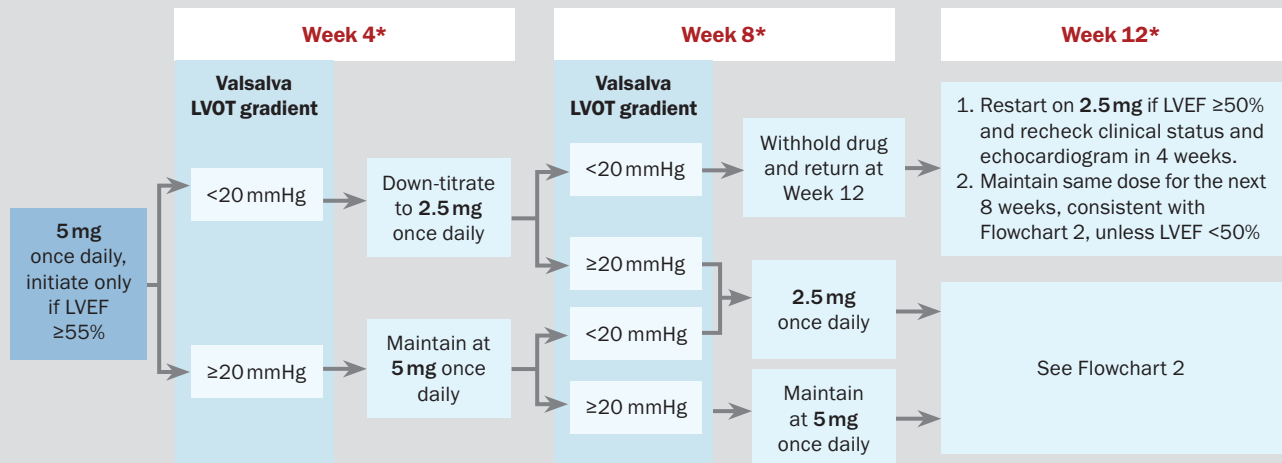 Week 4*
Week 8*
Week 12*
Valsalva
LVOT gradient
Valsalva
LVOT gradient
5 mg
once daily,
initiate only
if LVEF
≥55%
<20 mmHg
Down-titrate
to 2.5 mg
once daily
<20 mmHg
Withhold drug
and return at
Week 12
1. Restart on 2.5 mg if LVEF ≥50%
and recheck clinical status and
echocardiogram in 4 weeks.
2. Maintain same dose for the next
8 weeks, consistent with
Flowchart 2, unless LVEF <50%
≥20 mmHg
≥20 mmHg
Maintain at
5 mg once
daily
<20 mmHg
2.5 mg
once daily
≥20 mmHg
Maintain
at 5 mg
once daily
See Flowchart 2